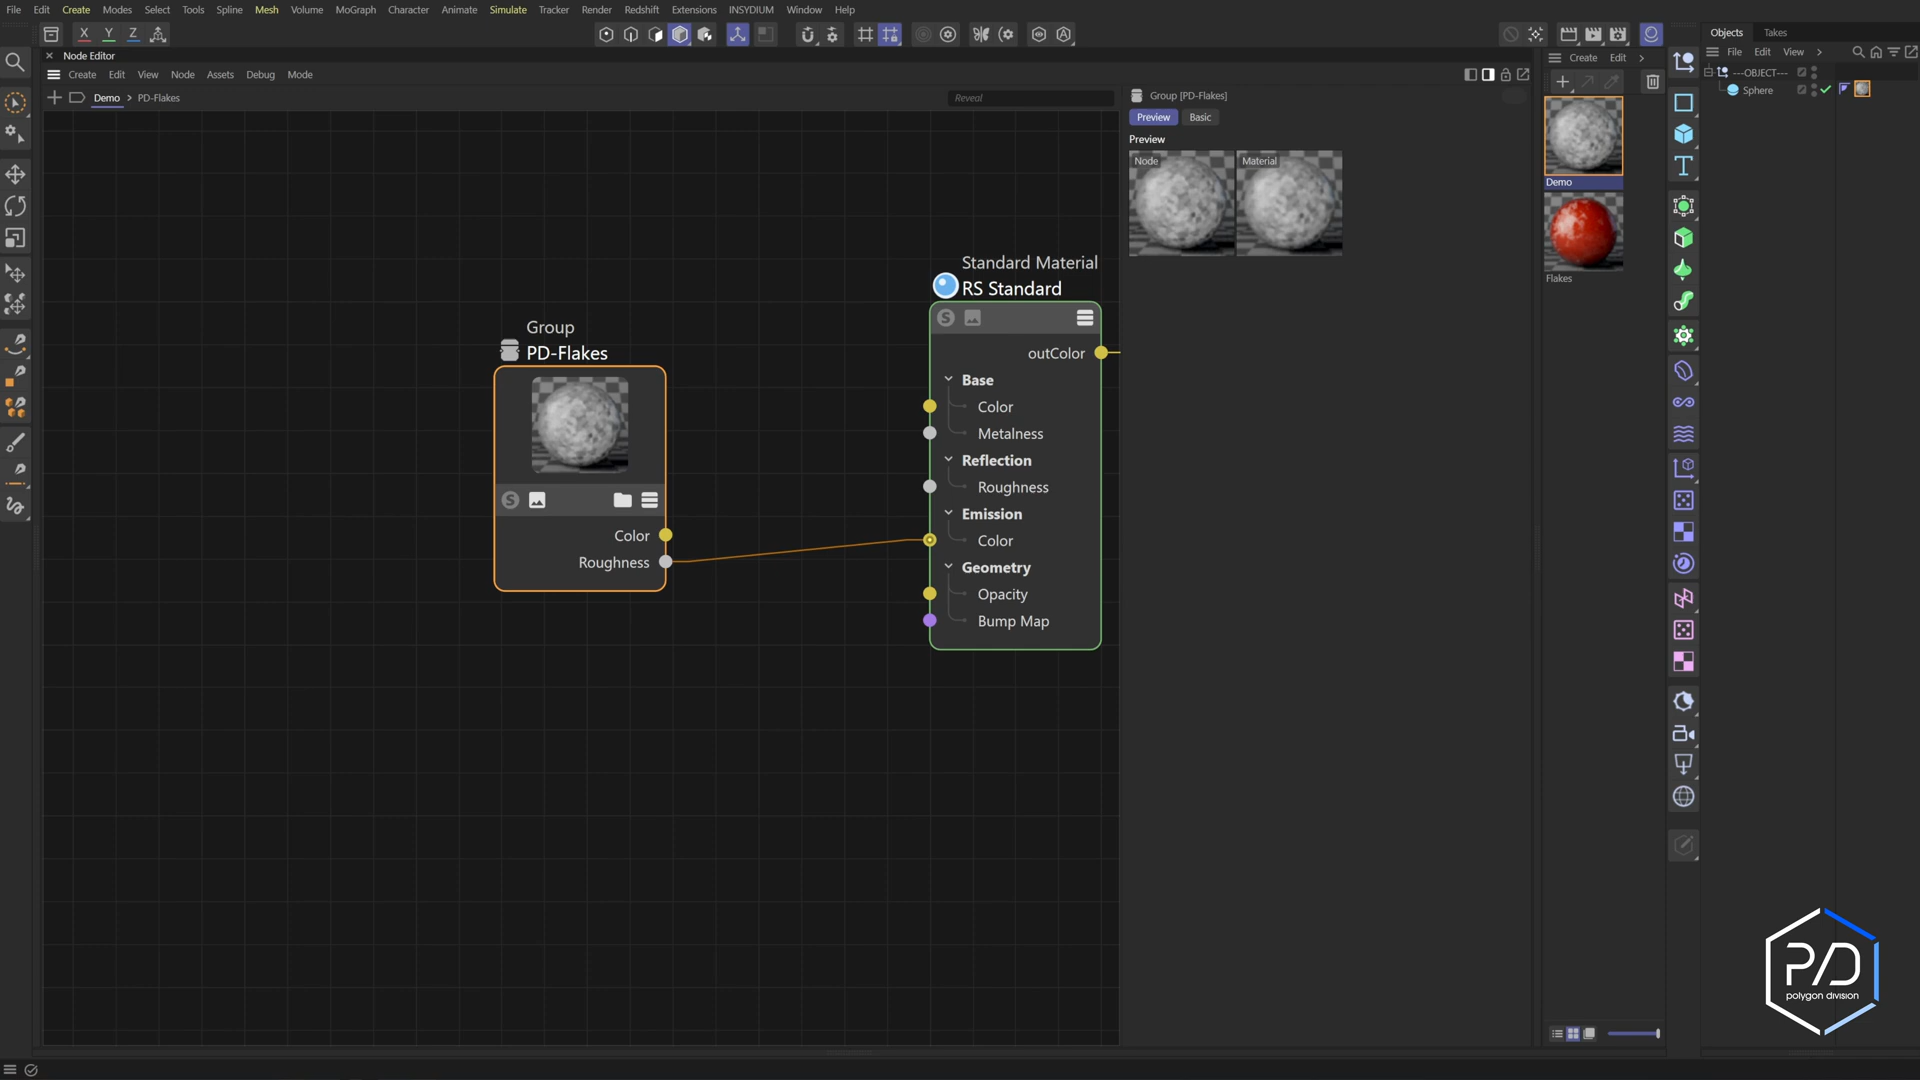 File Edit Create Modes Select Tools Spline Mesh Volume MoGraph Character Animate Simulate Tracker Render Redshift Extensions INSYDIUM Window Help
X Y Z
Node Editor
Create Edit View Node Assets Debug Mode
Demo > PD-Flakes
Reveal
Group
PD-Flakes
Color
Roughness
Standard Material
RS Standard
outColor
Base
Color
Metalness
Reflection
Roughness
Emission
Color
Geometry
Opacity
Bump Map
Group [PD-Flakes]
Preview Basic
Preview
Node
Material
Create Edit
Demo
Flakes
Objects Takes
File Edit View
---OBJECT---
Sphere
P/D
polygon division